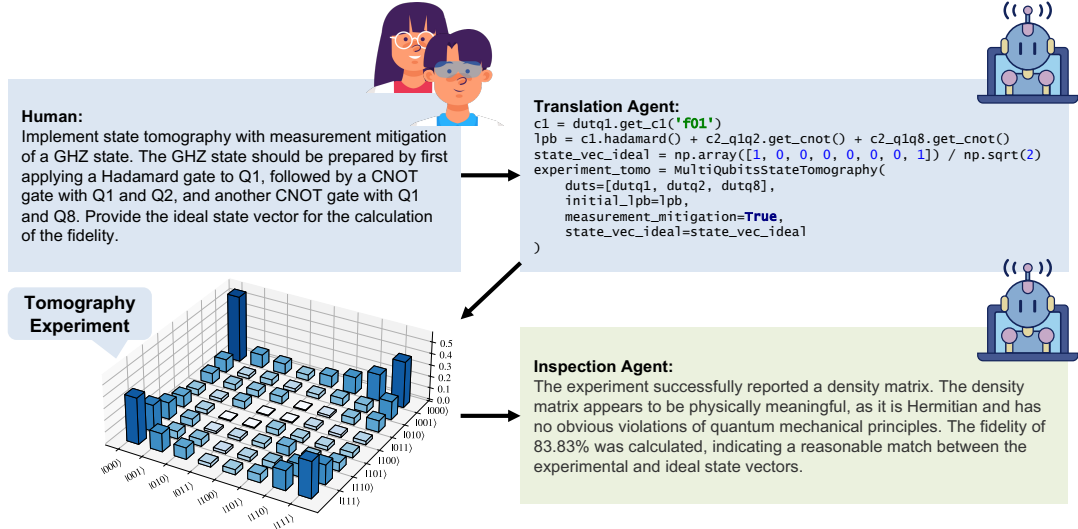 Human:
Implement state tomography with measurement mitigation
of a GHZ state. The GHZ state should be prepared by first
applying a Hadamard gate to Q1, followed by a CNOT
gate with Q1 and Q2, and another CNOT gate with Q1
and Q8. Provide the ideal state vector for the calculation
of the fidelity.
Translation Agent:
c1 = dutq1.get_c1('f01')
lpb = c1.hadamard() + c2_q1q2.get_cnot() + c2_q1q8.get_cnot()
state_vec_ideal = np.array([1, 0, 0, 0, 0, 0, 0, 1]) / np.sqrt(2)
experiment_tomo = MultiQubitsStateTomography(
    duts=[dutq1, dutq2, dutq8],
    initial_lpb=lpb,
    measurement_mitigation=True,
    state_vec_ideal=state_vec_ideal
)
Tomography
Experiment
0.5
0.4
0.3
0.2
0.1
0.0
|000⟩
|001⟩
|010⟩
|011⟩
|100⟩
|101⟩
|110⟩
|111⟩
|000⟩
|001⟩
|010⟩
|011⟩
|100⟩
|101⟩
|110⟩
|111⟩
Inspection Agent:
The experiment successfully reported a density matrix. The density
matrix appears to be physically meaningful, as it is Hermitian and has
no obvious violations of quantum mechanical principles. The fidelity of
83.83% was calculated, indicating a reasonable match between the
experimental and ideal state vectors.